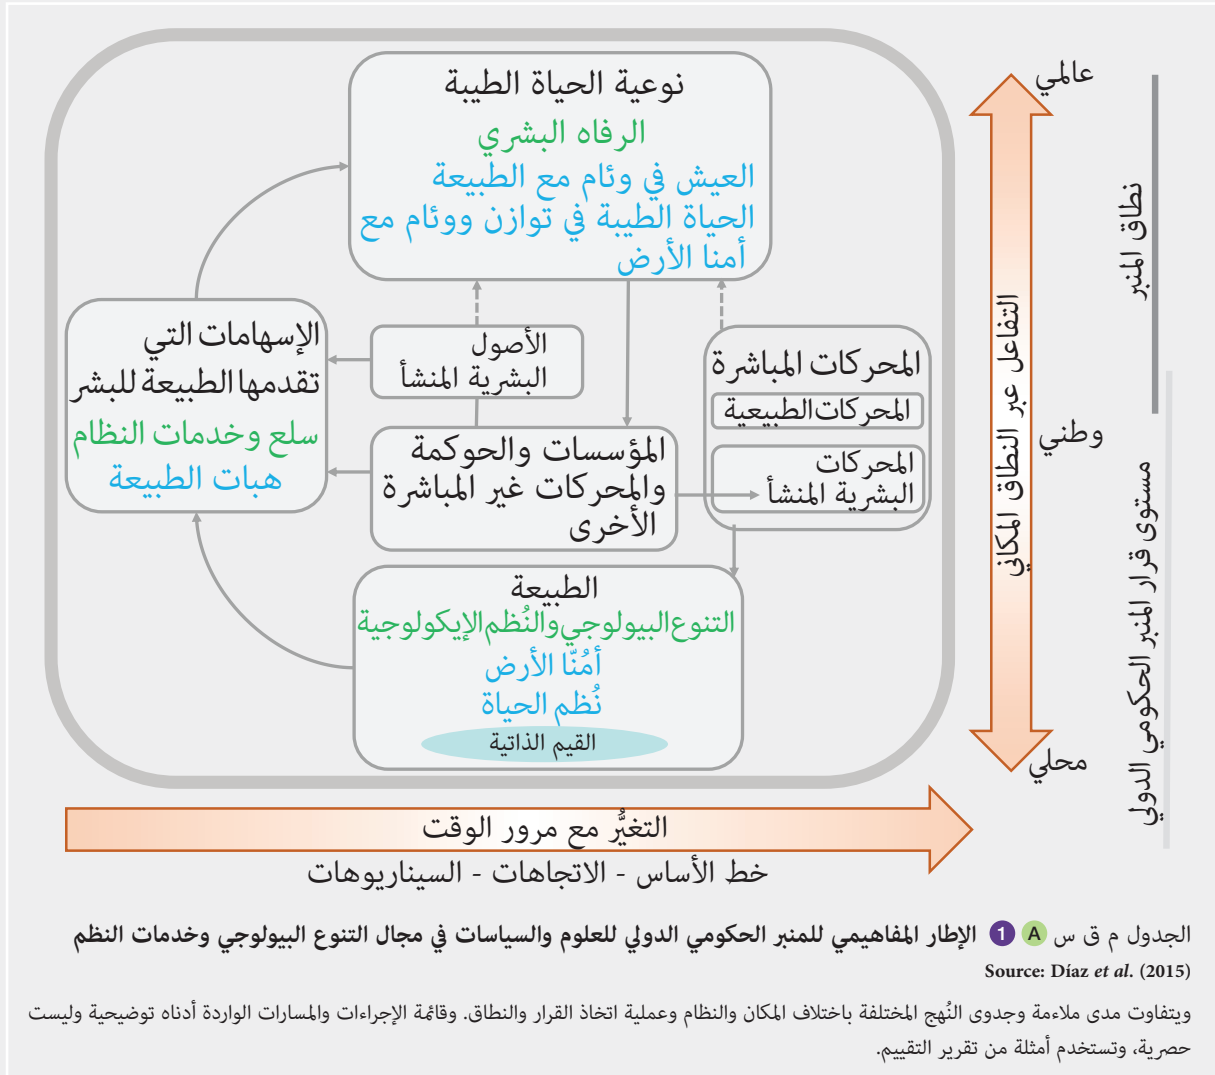 نوعية الحياة الطيبة
الرفاه البشري
العيش في وئام مع الطبيعة
الحياة الطيبة في توازن ووئام مع
أمنا الأرض
الإسهامات التي
تقدمها الطبيعة للبشر
سلع وخدمات النظام
هبات الطبيعة
الأصول
البشرية المنشأ
المحركات المباشرة
المحركات الطبيعية
المحركات
البشرية المنشأ
المؤسسات والحوكمة
والمحركات غير المباشرة
الأخرى
الطبيعة
التنوع البيولوجي والنُظم الإيكولوجية
أمُنّا الأرض
نُظم الحياة
القيم الذاتية
عالمي
وطني
محلي
التفاعل عبر النطاق المكاني
نطاق المنبر
مستوى قرار المنبر الحكومي الدولي
التغيُّر مع مرور الوقت
خط الأساس - الاتجاهات - السيناريوهات
الجدول م ق س A 1 الإطار المفاهيمي للمنبر الحكومي الدولي للعلوم والسياسات في مجال التنوع البيولوجي وخدمات النظم
Source: Díaz et al. (2015)
ويتفاوت مدى ملاءمة وجدوى النُهج المختلفة باختلاف المكان والنظام وعملية اتخاذ القرار والنطاق. وقائمة الإجراءات والمسارات الواردة أدناه توضيحية وليست
حصرية، وتستخدم أمثلة من تقرير التقييم.